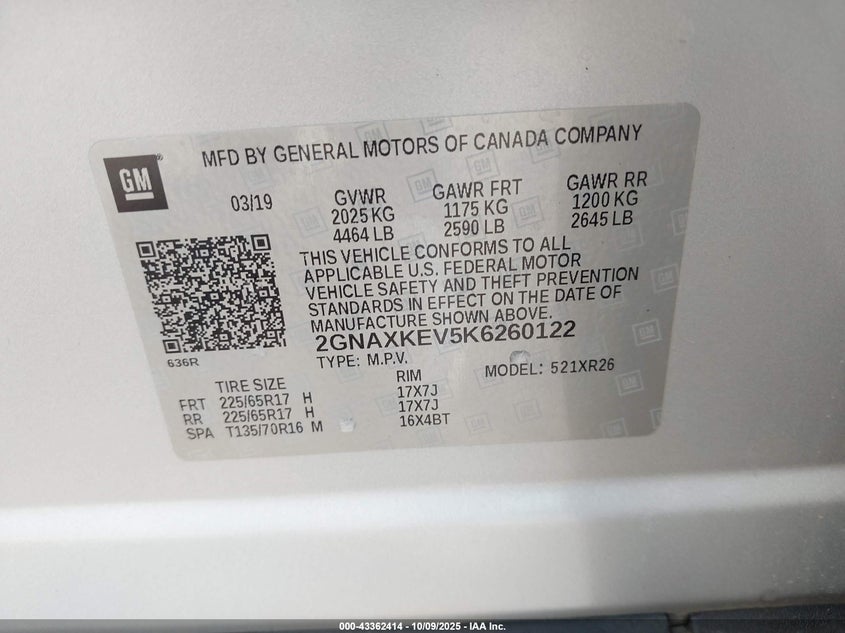 GM
MFD BY GENERAL MOTORS OF CANADA COMPANY
03/19
GVWR
2025 KG
4464 LB
GAWR FRT
1175 KG
2590 LB
GAWR RR
1200 KG
2645 LB
THIS VEHICLE CONFORMS TO ALL
APPLICABLE U.S. FEDERAL MOTOR
VEHICLE SAFETY AND THEFT PREVENTION
STANDARDS IN EFFECT ON THE DATE OF
MANUFACTURE SHOWN ABOVE.
2GNAXKEV5K6260122
636R
TYPE: M.P.V.
MODEL: 521XR26
TIRE SIZE RIM
FRT 225/65R17 H 17X7J
RR 225/65R17 H 17X7J
SPA T135/70R16 M 16X4BT
000-43362414 - 10/09/2025 - IAA Inc.